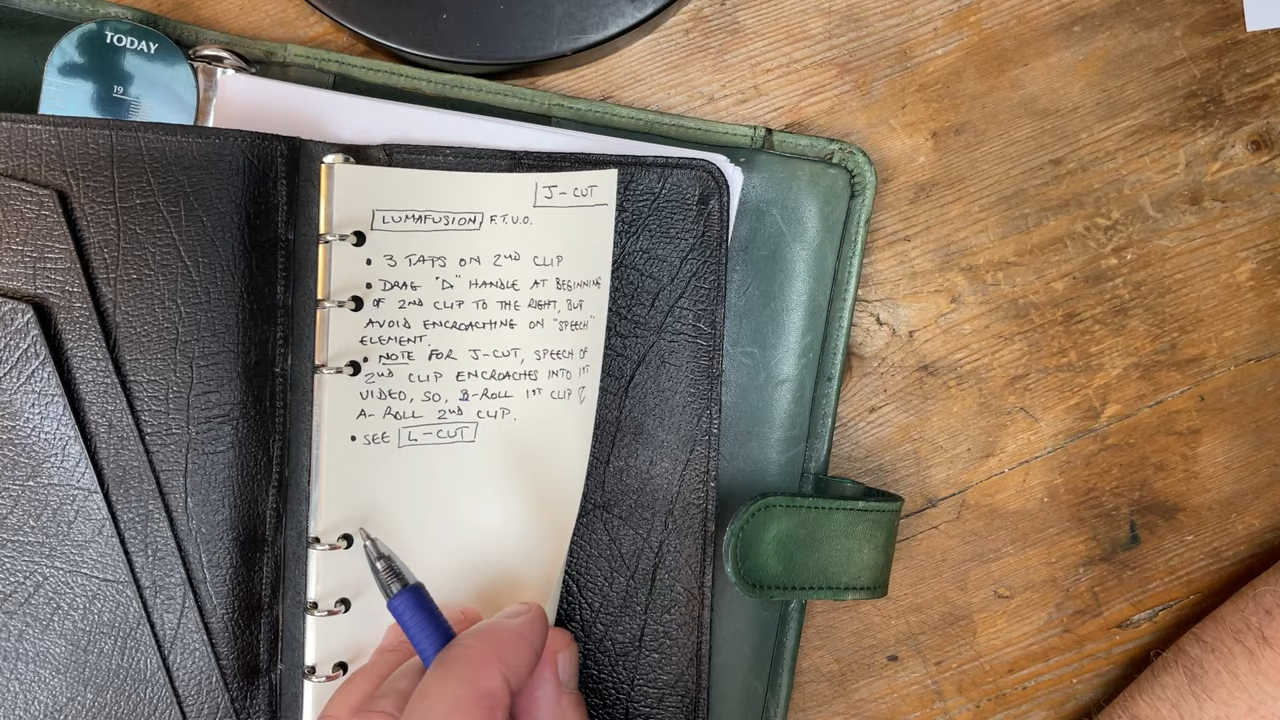 TODAY
19
J-CUT
LUMAFUSION F.T.V.O.
• 3 TAPS ON 2ND CLIP
• DRAG "Δ" HANDLE AT BEGINNING
OF 2ND CLIP TO THE RIGHT, BUT
AVOID ENCROACHING ON "SPEECH"
ELEMENT.
• NOTE FOR J-CUT, SPEECH OF
2ND CLIP ENCROACHES INTO 1ST
VIDEO, SO, B-ROLL 1ST CLIP &
A-ROLL 2ND CLIP.
• SEE L-CUT